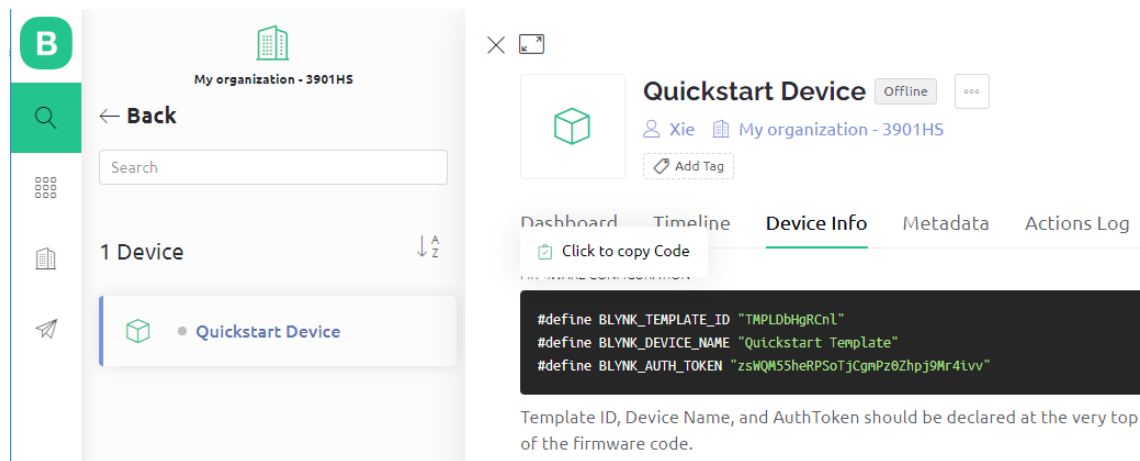 B
My organization - 3901HS
← Back
Search
1 Device
A
Z
Quickstart Device
Quickstart Device
Offline
Xie
My organization - 3901HS
Add Tag
Dashboard Timeline Device Info Metadata Actions Log
Click to copy Code
#define BLYNK_TEMPLATE_ID "TMPLDbHgRCnl"
#define BLYNK_DEVICE_NAME "Quickstart Template"
#define BLYNK_AUTH_TOKEN "zsWQM55heRPSoTjCgmPz0Zhpj9Mr4ivv"
Template ID, Device Name, and AuthToken should be declared at the very top
of the firmware code.